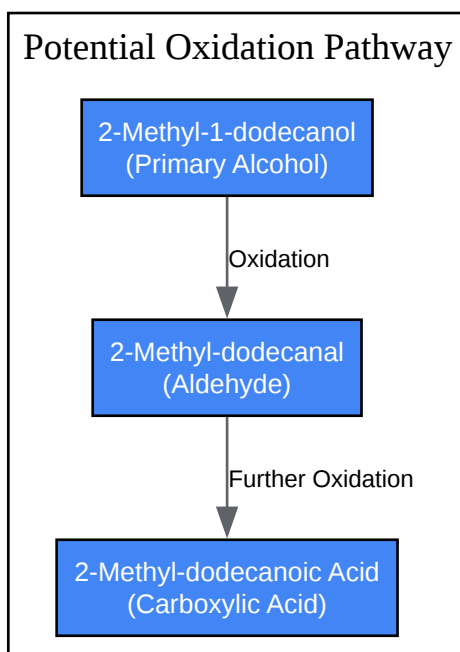 Potential Oxidation Pathway
2-Methyl-1-dodecanol
(Primary Alcohol)
Oxidation
2-Methyl-dodecanal
(Aldehyde)
Further Oxidation
2-Methyl-dodecanoic Acid
(Carboxylic Acid)